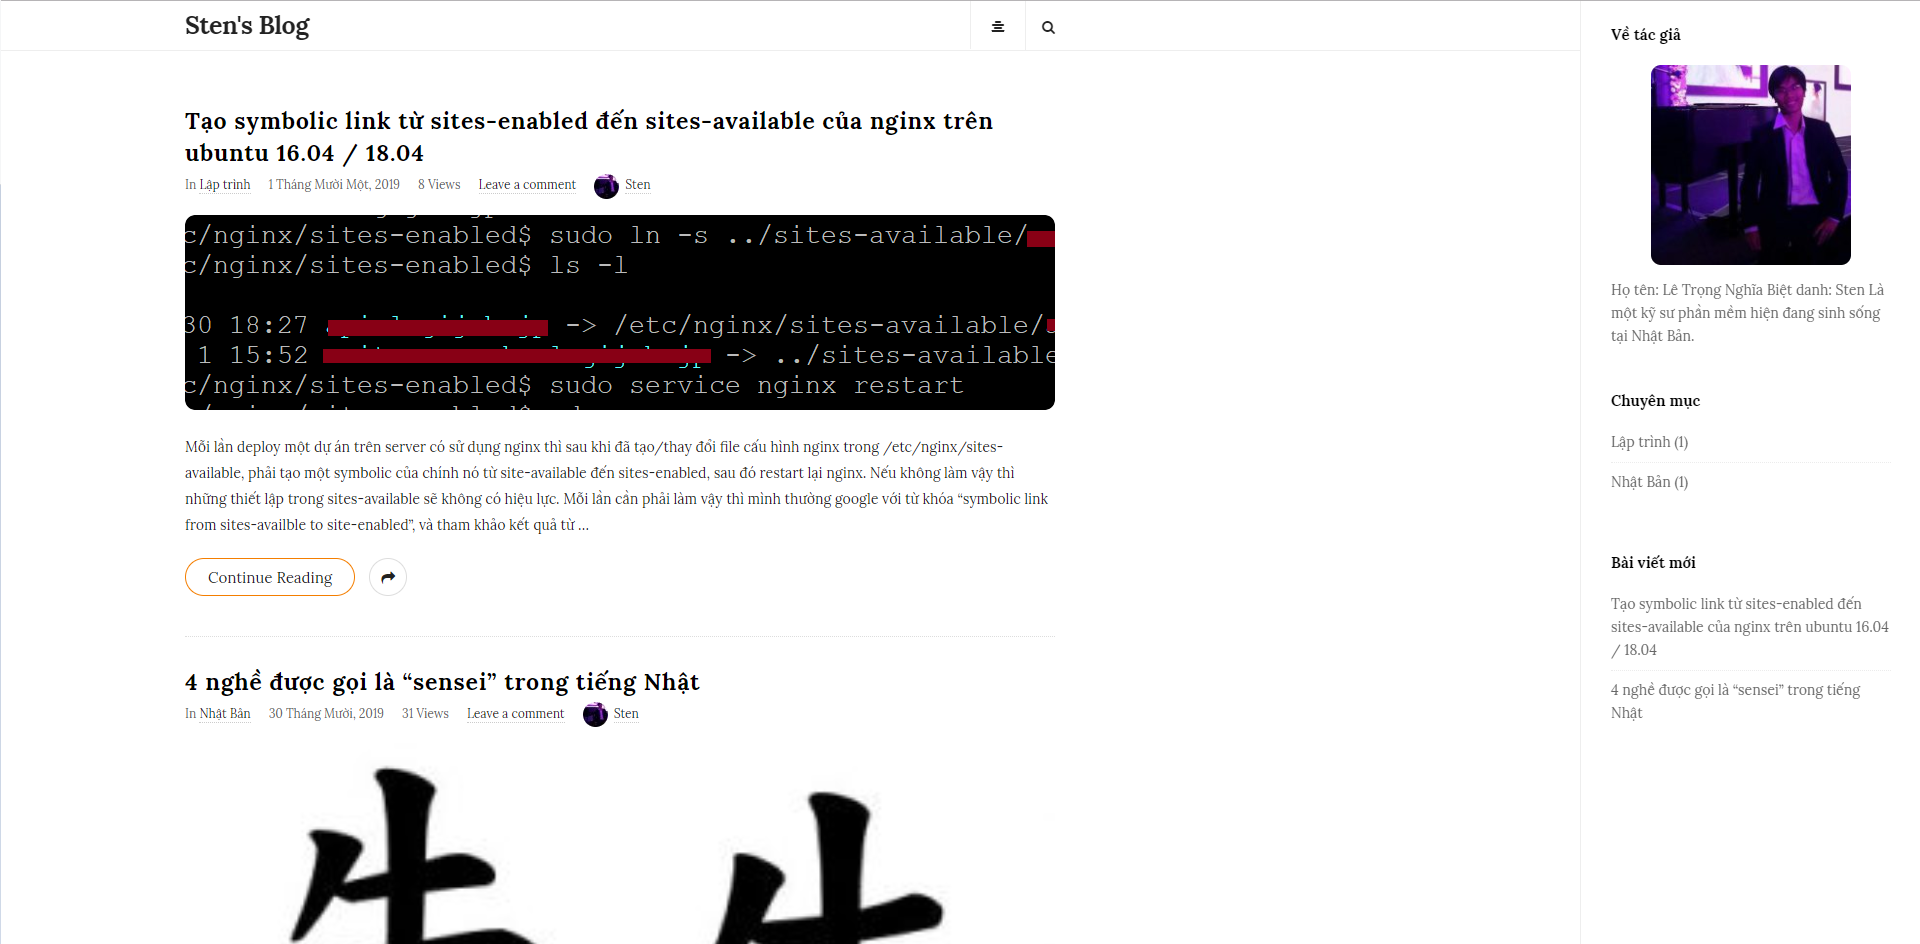 Sten's Blog
Tạo symbolic link từ sites-enabled đến sites-available của nginx trên
ubuntu 16.04 / 18.04
In Lập trình 1 Tháng Mười Một, 2019 8 Views Leave a comment Sten
c/nginx/sites-enabled$ sudo ln -s ../sites-available/
c/nginx/sites-enabled$ ls -l
30 18:27 -> /etc/nginx/sites-available/
1 15:52 -> ../sites-available
c/nginx/sites-enabled$ sudo service nginx restart
Mỗi lần deploy một dự án trên server có sử dụng nginx thì sau khi đã tạo/thay đổi file cấu hình nginx trong /etc/nginx/sites-
available, phải tạo một symbolic của chính nó từ site-available đến sites-enabled, sau đó restart lại nginx. Nếu không làm vậy thì
những thiết lập trong sites-available sẽ không có hiệu lực. Mỗi lần cần phải làm vậy thì mình thường google với từ khóa “symbolic link
from sites-availble to site-enabled”, và tham khảo kết quả từ …
Continue Reading
4 nghề được gọi là “sensei” trong tiếng Nhật
In Nhật Bản 30 Tháng Mười, 2019 31 Views Leave a comment Sten
Về tác giả
Họ tên: Lê Trọng Nghĩa Biệt danh: Sten Là
một kỹ sư phần mềm hiện đang sinh sống
tại Nhật Bản.
Chuyên mục
Lập trình (1)
Nhật Bản (1)
Bài viết mới
Tạo symbolic link từ sites-enabled đến
sites-available của nginx trên ubuntu 16.04
/ 18.04
4 nghề được gọi là “sensei” trong tiếng
Nhật